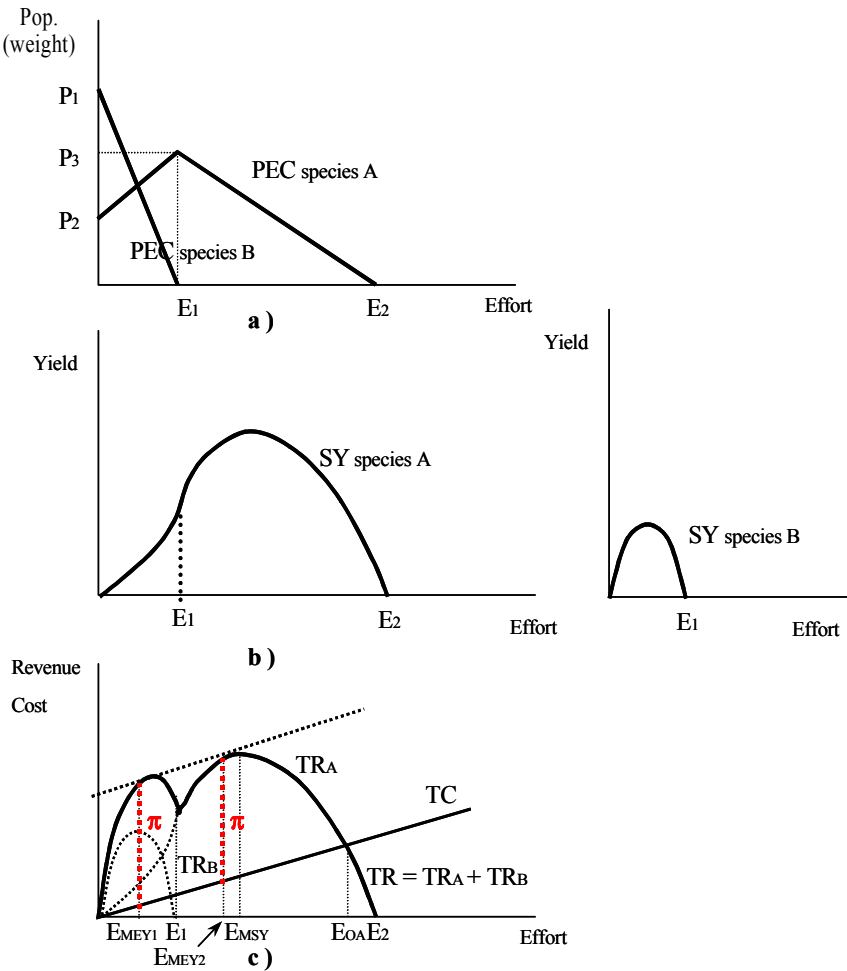 Pop.
(weight)
P1
P3
PEC species A
P2
PEC species B
E1
E2
Effort
a )
Yield
SY species A
E1
E2
Effort
b )
Yield
SY species B
E1
Effort
Revenue
Cost
TRA
TC
π
π
TRB
TR = TRA + TRB
EMEY1
E1
EMSY
EOA
E2
Effort
EMEY2
c )